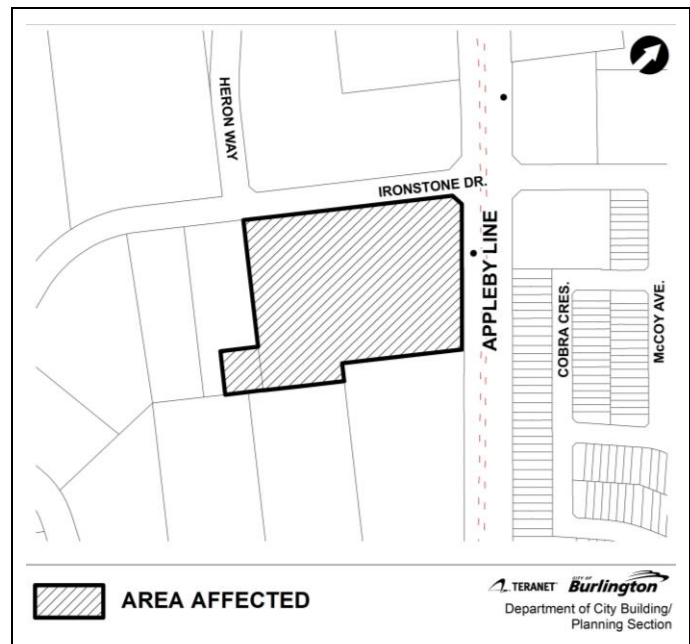 HERON WAY
IRONSTONE DR.
APPLEBY LINE
COBRA CRES.
McCOY AVE.
AREA AFFECTED
TERANET
CITY OF
Burlington
Department of City Building/
Planning Section